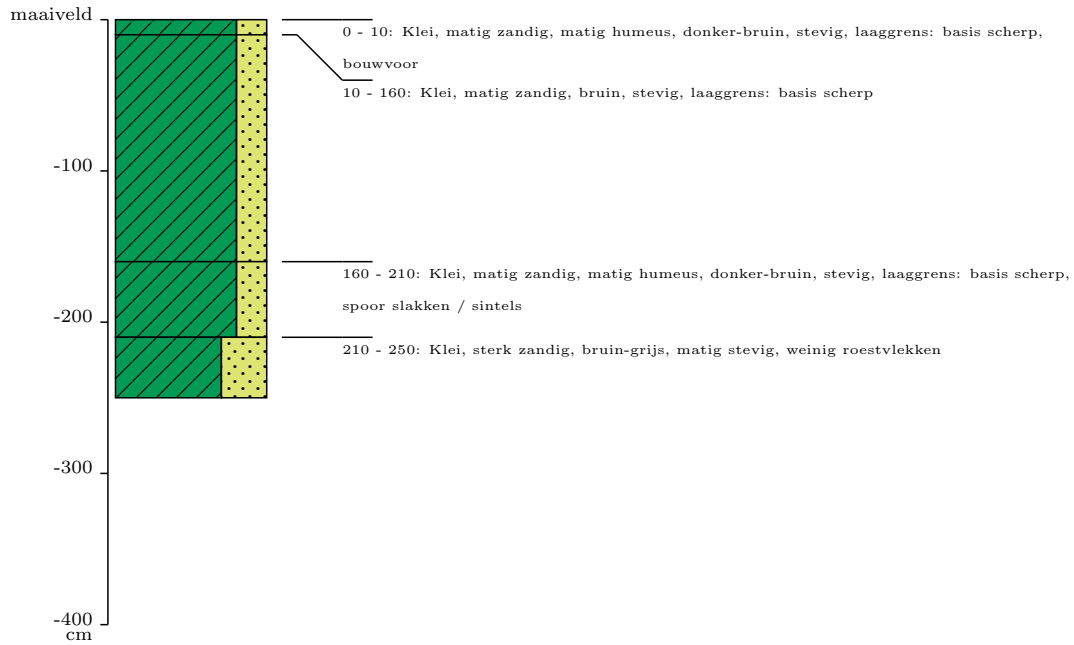 maaiveld
0 - 10: Klei, matig zandig, matig humeus, donker-bruin, stevig, laaggrens: basis scherp,
bouwvoor
10 - 160: Klei, matig zandig, bruin, stevig, laaggrens: basis scherp
-100
160 - 210: Klei, matig zandig, matig humeus, donker-bruin, stevig, laaggrens: basis scherp,
spoor slakken / sintels
-200
210 - 250: Klei, sterk zandig, bruin-grijs, matig stevig, weinig roestvlekken
-300
-400
cm